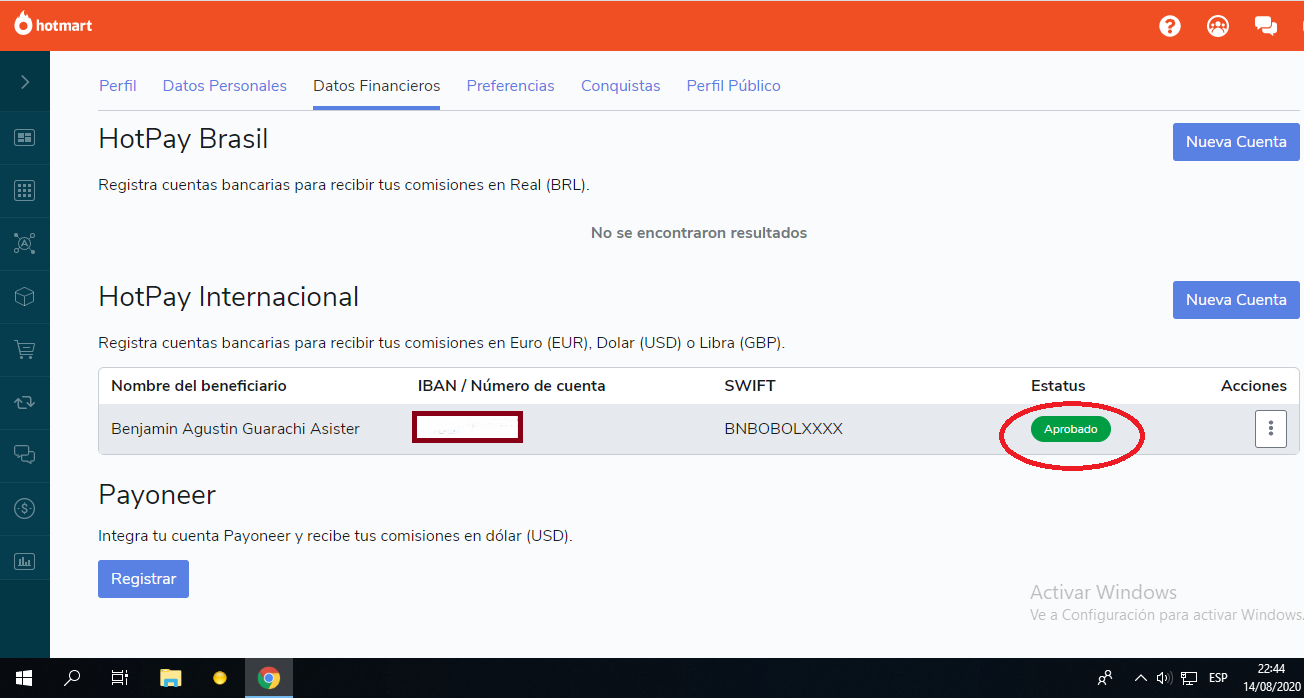 hotmart
Perfil Datos Personales Datos Financieros Preferencias Conquistas Perfil Público
HotPay Brasil
Nueva Cuenta
Registra cuentas bancarias para recibir tus comisiones en Real (BRL).
No se encontraron resultados
HotPay Internacional
Nueva Cuenta
Registra cuentas bancarias para recibir tus comisiones en Euro (EUR), Dolar (USD) o Libra (GBP).
Nombre del beneficiario IBAN / Número de cuenta SWIFT Estatus Acciones
Benjamin Agustin Guarachi Asister BNBOBOLXXXX Aprobado
Payoneer
Integra tu cuenta Payoneer y recibe tus comisiones en dólar (USD).
Registrar
Activar Windows
Ve a Configuración para activar Windows.
22:44
ESP
14/08/2020